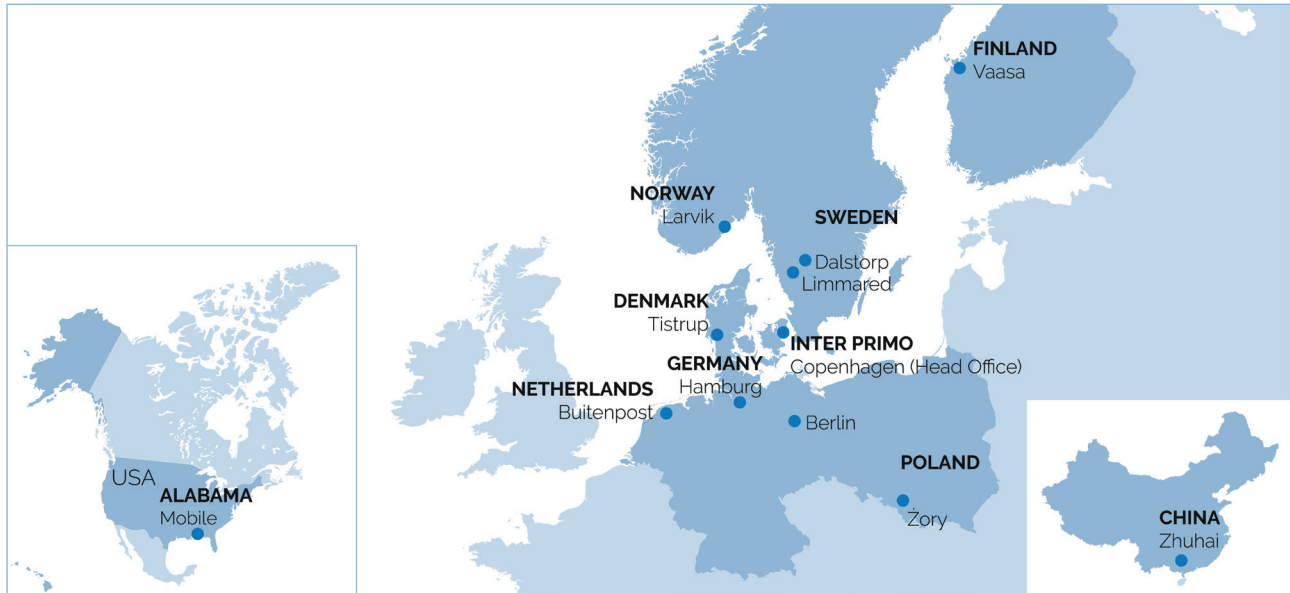 FINLAND
Vaasa
NORWAY
Larvik
SWEDEN
Dalstorp
Limmared
DENMARK
Tistrup
INTER PRIMO
Copenhagen (Head Office)
GERMANY
Hamburg
NETHERLANDS
Buitenpost
Berlin
POLAND
Żory
USA
ALABAMA
Mobile
CHINA
Zhuhai